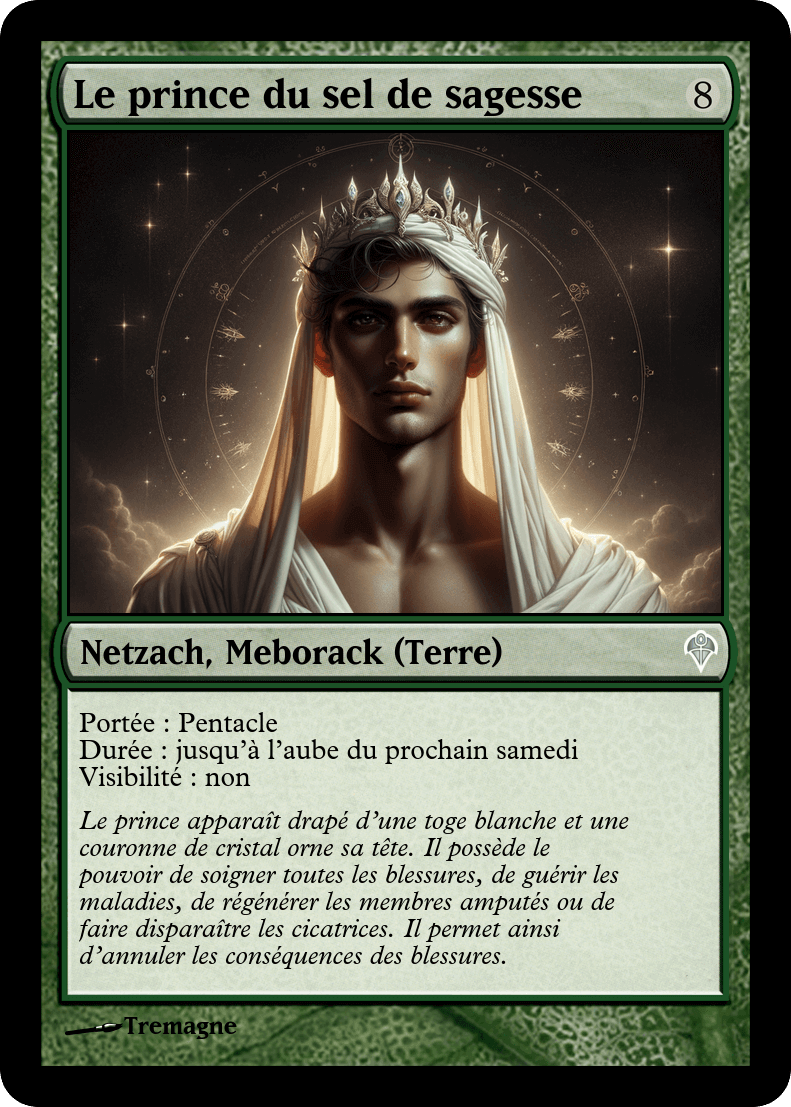 Le prince du sel de sagesse
8
Netzach, Meborack (Terre)
Portée : Pentacle
Durée : jusqu'à l'aube du prochain samedi
Visibilité : non
Le prince apparaît drapé d'une toge blanche et une
couronne de cristal orne sa tête. Il possède le
pouvoir de soigner toutes les blessures, de guérir les
maladies, de régénérer les membres amputés ou de
faire disparaître les cicatrices. Il permet ainsi
d'annuler les conséquences des blessures.
Tremagne